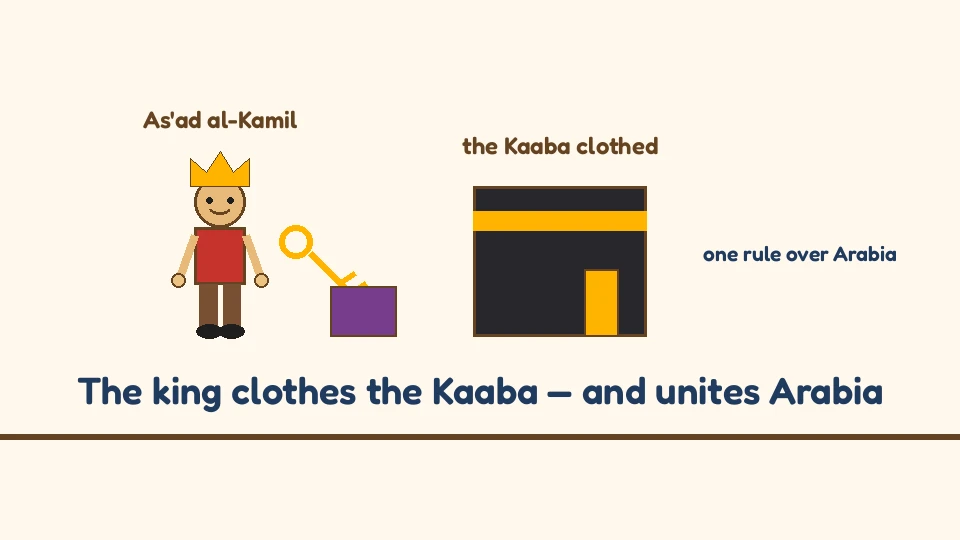 As'ad al-Kamil
the Kaaba clothed
one rule over Arabia
The king clothes the Kaaba — and unites Arabia